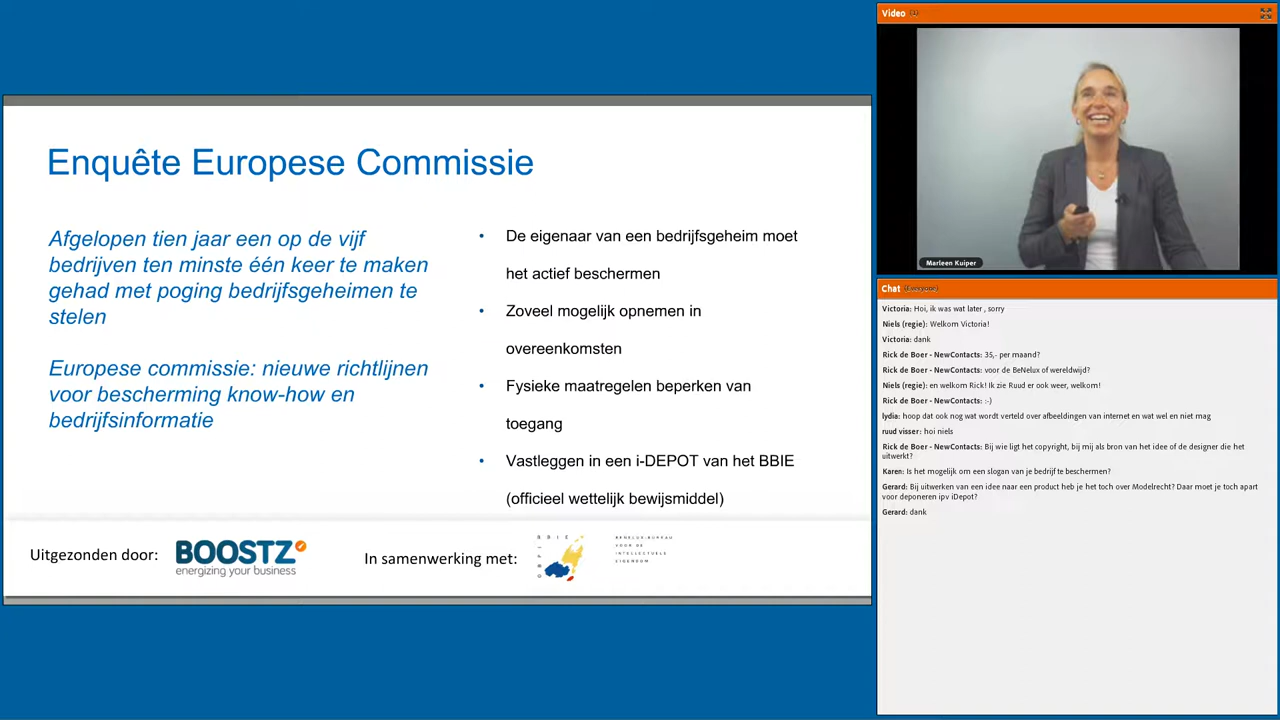 Enquête Europese Commissie
Afgelopen tien jaar een op de vijf
bedrijven ten minste één keer te maken
gehad met poging bedrijfsgeheimen te
stelen
Europese commissie: nieuwe richtlijnen
voor bescherming know-how en
bedrijfsinformatie
• De eigenaar van een bedrijfsgeheim moet
het actief beschermen
• Zoveel mogelijk opnemen in
overeenkomsten
• Fysieke maatregelen beperken van
toegang
• Vastleggen in een i-DEPOT van het BBIE
(officieel wettelijk bewijsmiddel)
Uitgezonden door:
BOOSTZ
energizing your business
In samenwerking met:
BBIE
BENELUX-BUREAU
VOOR DE
INTELLECTUELE
EIGENDOM
Video
Marleen Kuiper
Chat (Everyone)
Victoria: Hoi, ik was wat later , sorry
Niels (regie): Welkom Victoria!
Victoria: dank
Rick de Boer - NewContacts: 35,- per maand?
Rick de Boer - NewContacts: voor de BeNelux of wereldwijd?
Niels (regie): en welkom Rick! Ik zie Ruud er ook weer, welkom!
Rick de Boer - NewContacts: :-)
lydia: hoop dat ook nog wat wordt verteld over afbeeldingen van internet en wat wel en niet mag
ruud visser: hoi niels
Rick de Boer - NewContacts: Bij wie ligt het copyright, bij mij als bron van het idee of de designer die het
uitwerkt?
Karen: Is het mogelijk om een slogan van je bedrijf te beschermen?
Gerard: Bij uitwerken van een idee naar een product heb je het toch over Modelrecht? Daar moet je toch apart
voor deponeren ipv iDepot?
Gerard: dank